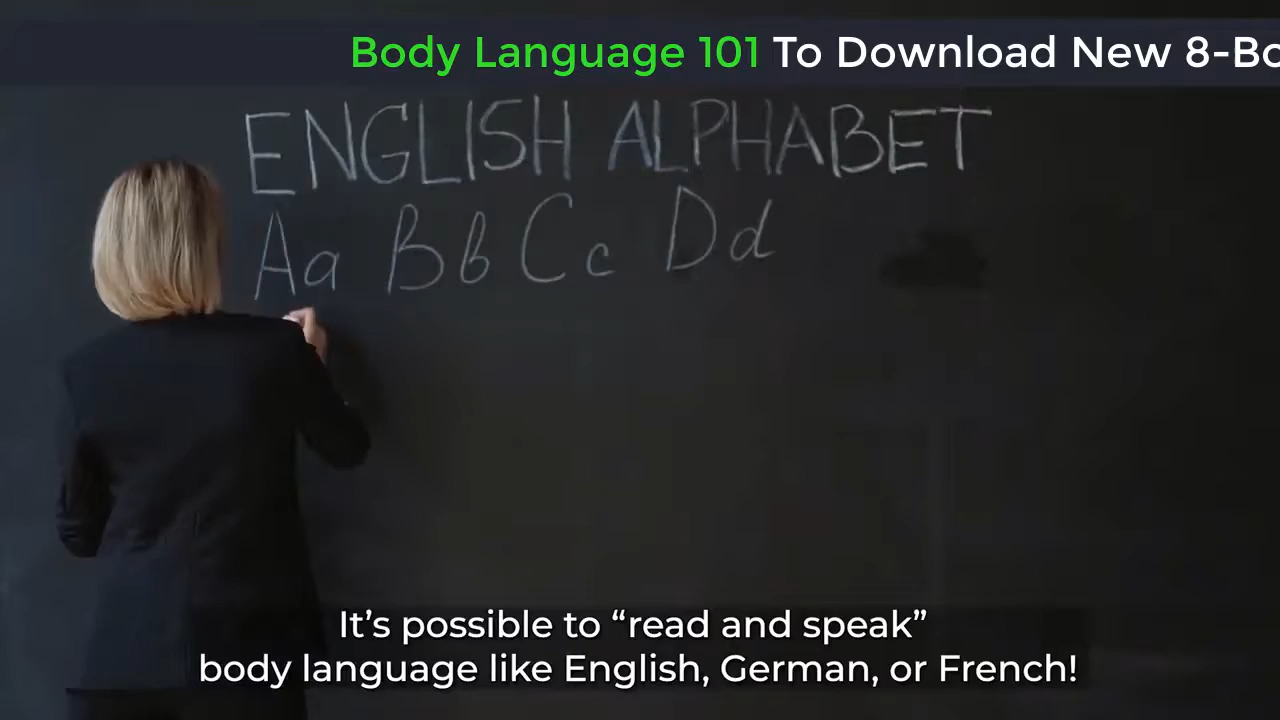 Body Language 101 To Download New 8-Bo
ENGLISH ALPHABET
Aa Bb Cc Dd
It’s possible to “read and speak”
body language like English, German, or French!